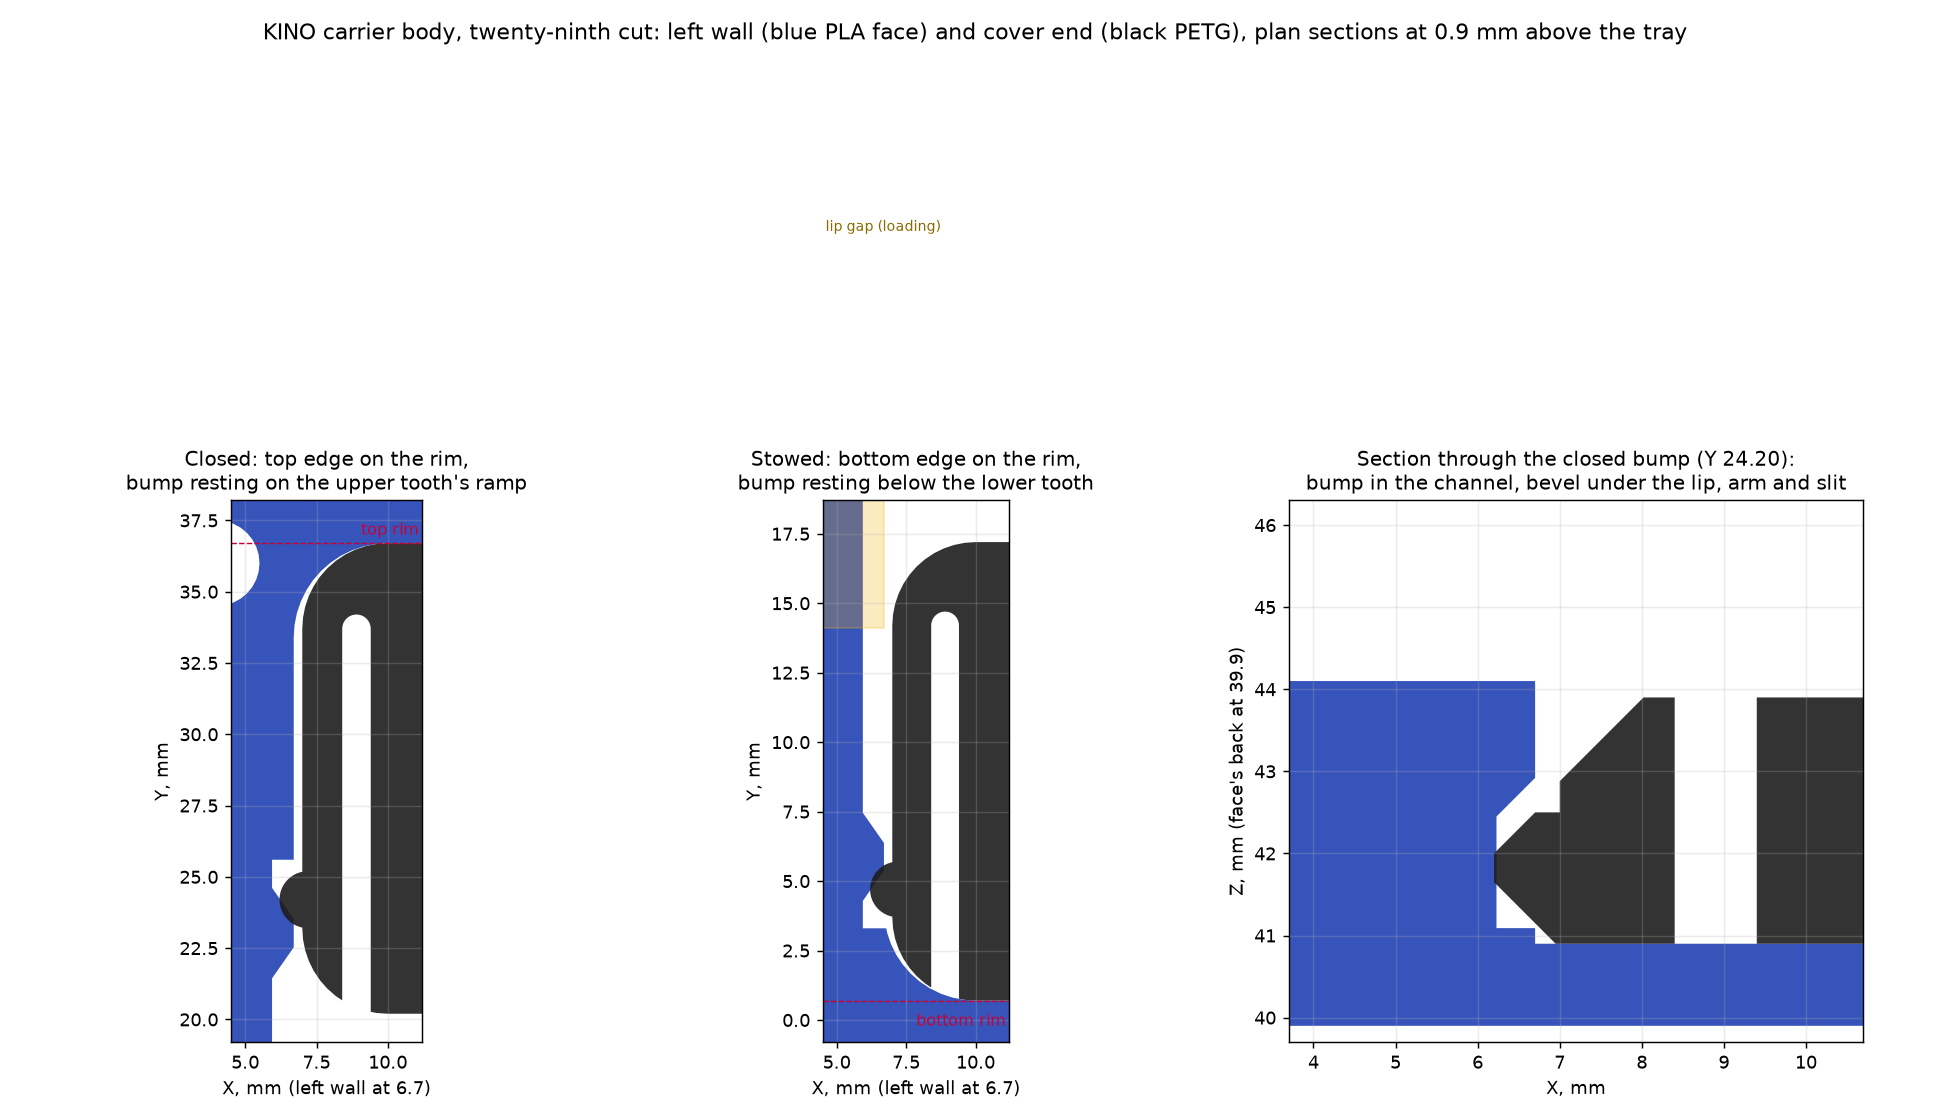 KINO carrier body, twenty-ninth cut: left wall (blue PLA face) and cover end (black PETG), plan sections at 0.9 mm above the tray
lip gap (loading)
Closed: top edge on the rim,
bump resting on the upper tooth's ramp
37.5
35.0
32.5
30.0
27.5
25.0
22.5
20.0
Y, mm
top rim
5.0 7.5 10.0
X, mm (left wall at 6.7)
Stowed: bottom edge on the rim,
bump resting below the lower tooth
17.5
15.0
12.5
10.0
7.5
5.0
2.5
0.0
Y, mm
bottom rim
5.0 7.5 10.0
X, mm (left wall at 6.7)
Section through the closed bump (Y 24.20):
bump in the channel, bevel under the lip, arm and slit
46
45
44
43
42
41
40
Z, mm (face's back at 39.9)
4 5 6 7 8 9 10
X, mm